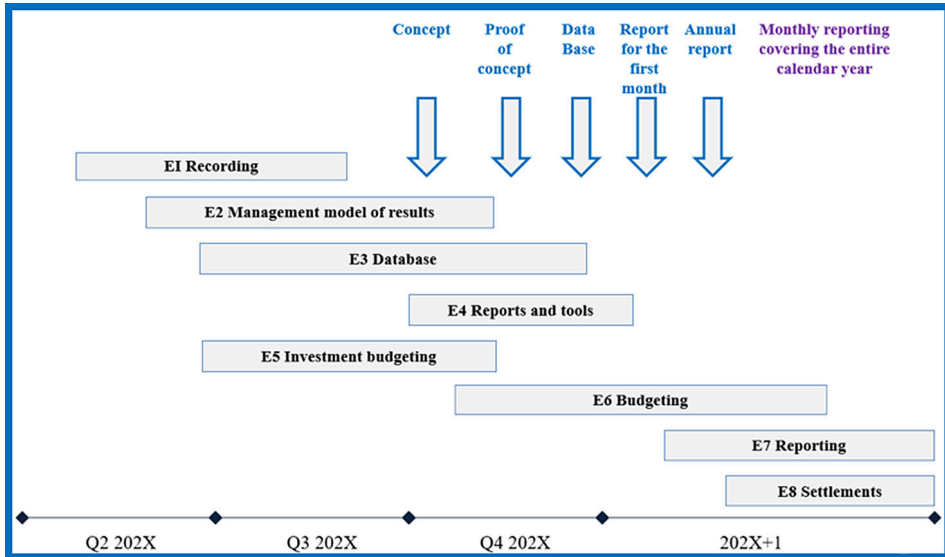 Concept
Proof
of
concept
Data
Base
Report
for the
first
month
Annual
report
Monthly reporting
covering the entire
calendar year
EI Recording
E2 Management model of results
E3 Database
E4 Reports and tools
E5 Investment budgeting
E6 Budgeting
E7 Reporting
E8 Settlements
Q2 202X
Q3 202X
Q4 202X
202X+1